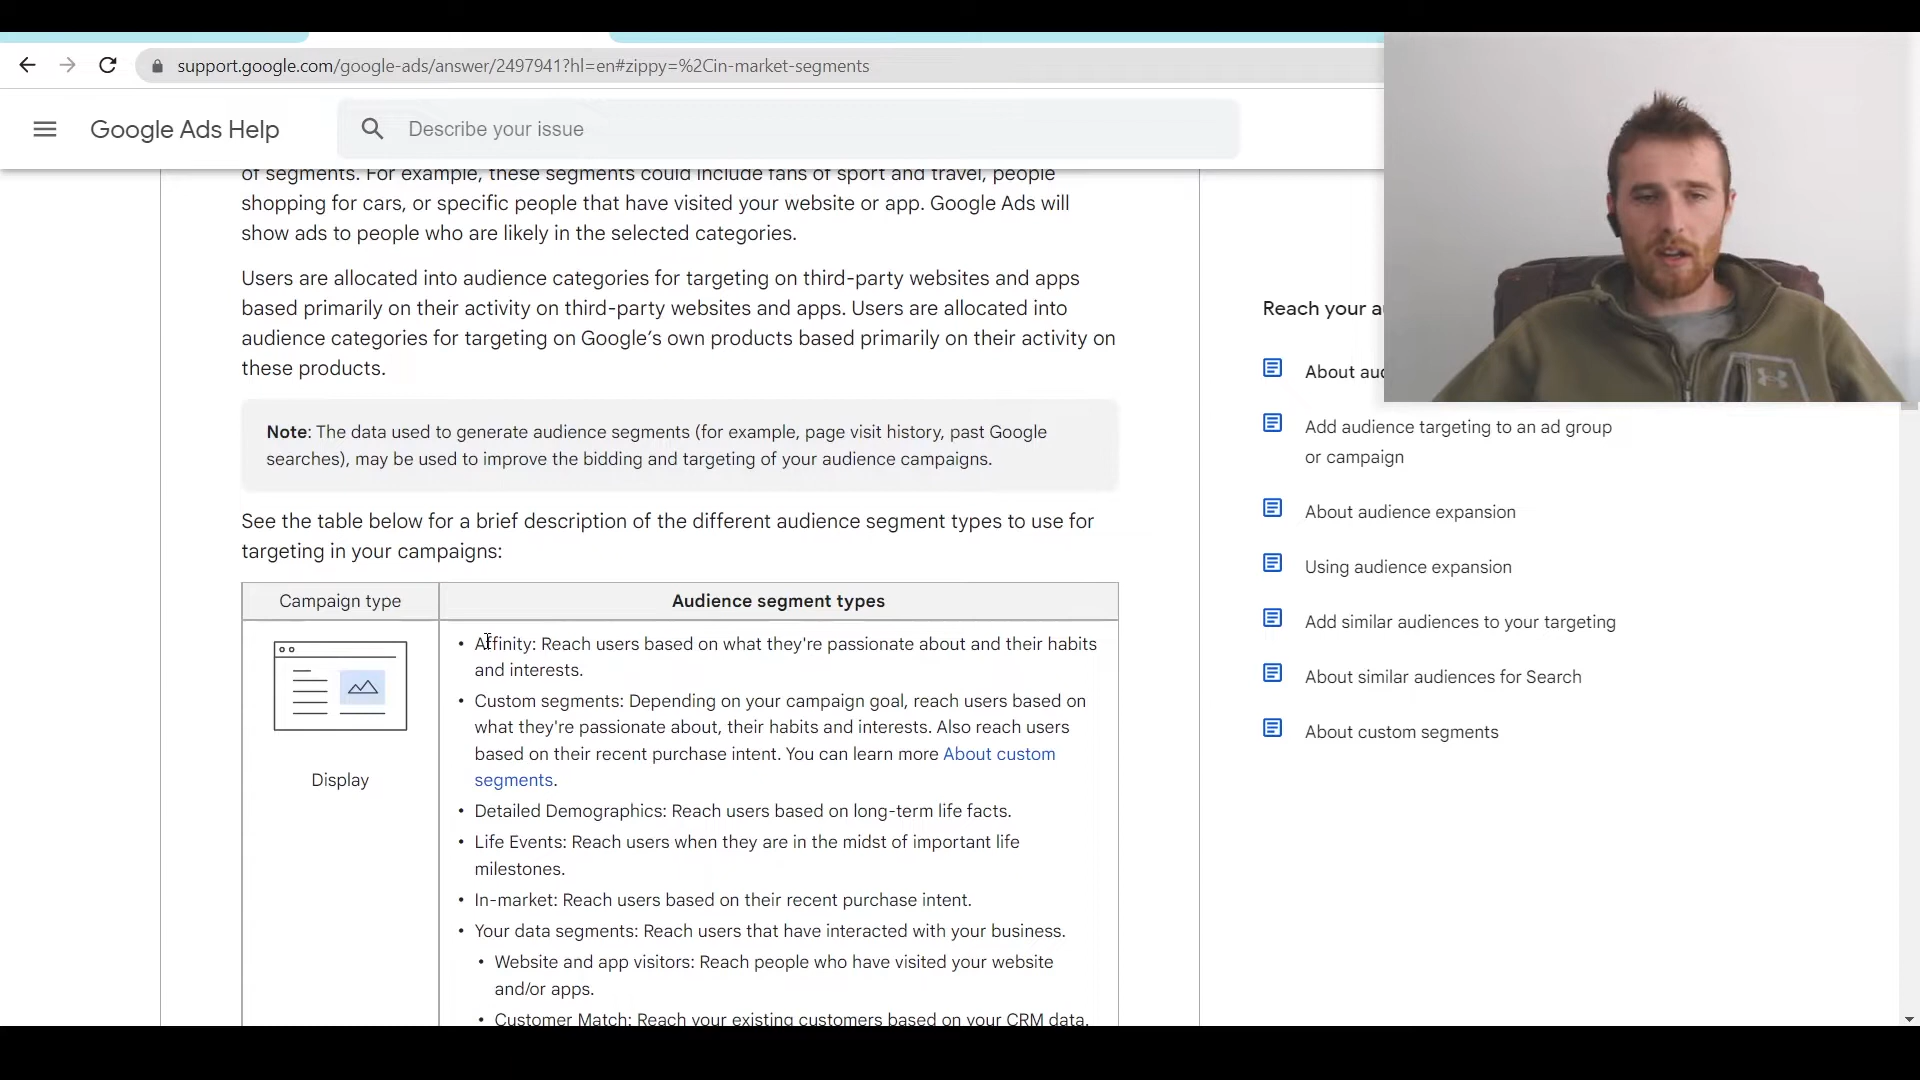 support.google.com/google-ads/answer/2497941?hl=en#zippy=%2Cin-market-segments
Google Ads Help
Describe your issue
of segments. For example, these segments could include fans of sport and travel, people
shopping for cars, or specific people that have visited your website or app. Google Ads will
show ads to people who are likely in the selected categories.
Users are allocated into audience categories for targeting on third-party websites and apps
based primarily on their activity on third-party websites and apps. Users are allocated into
audience categories for targeting on Google’s own products based primarily on their activity on
these products.
Note: The data used to generate audience segments (for example, page visit history, past Google
searches), may be used to improve the bidding and targeting of your audience campaigns.
See the table below for a brief description of the different audience segment types to use for
targeting in your campaigns:
Campaign type
Audience segment types
Display
• Affinity: Reach users based on what they're passionate about and their habits
and interests.
• Custom segments: Depending on your campaign goal, reach users based on
what they're passionate about, their habits and interests. Also reach users
based on their recent purchase intent. You can learn more About custom
segments.
• Detailed Demographics: Reach users based on long-term life facts.
• Life Events: Reach users when they are in the midst of important life
milestones.
• In-market: Reach users based on their recent purchase intent.
• Your data segments: Reach users that have interacted with your business.
• Website and app visitors: Reach people who have visited your website
and/or apps.
• Customer Match: Reach your existing customers based on your CRM data.
Reach your a
About aud
Add audience targeting to an ad group
or campaign
About audience expansion
Using audience expansion
Add similar audiences to your targeting
About similar audiences for Search
About custom segments